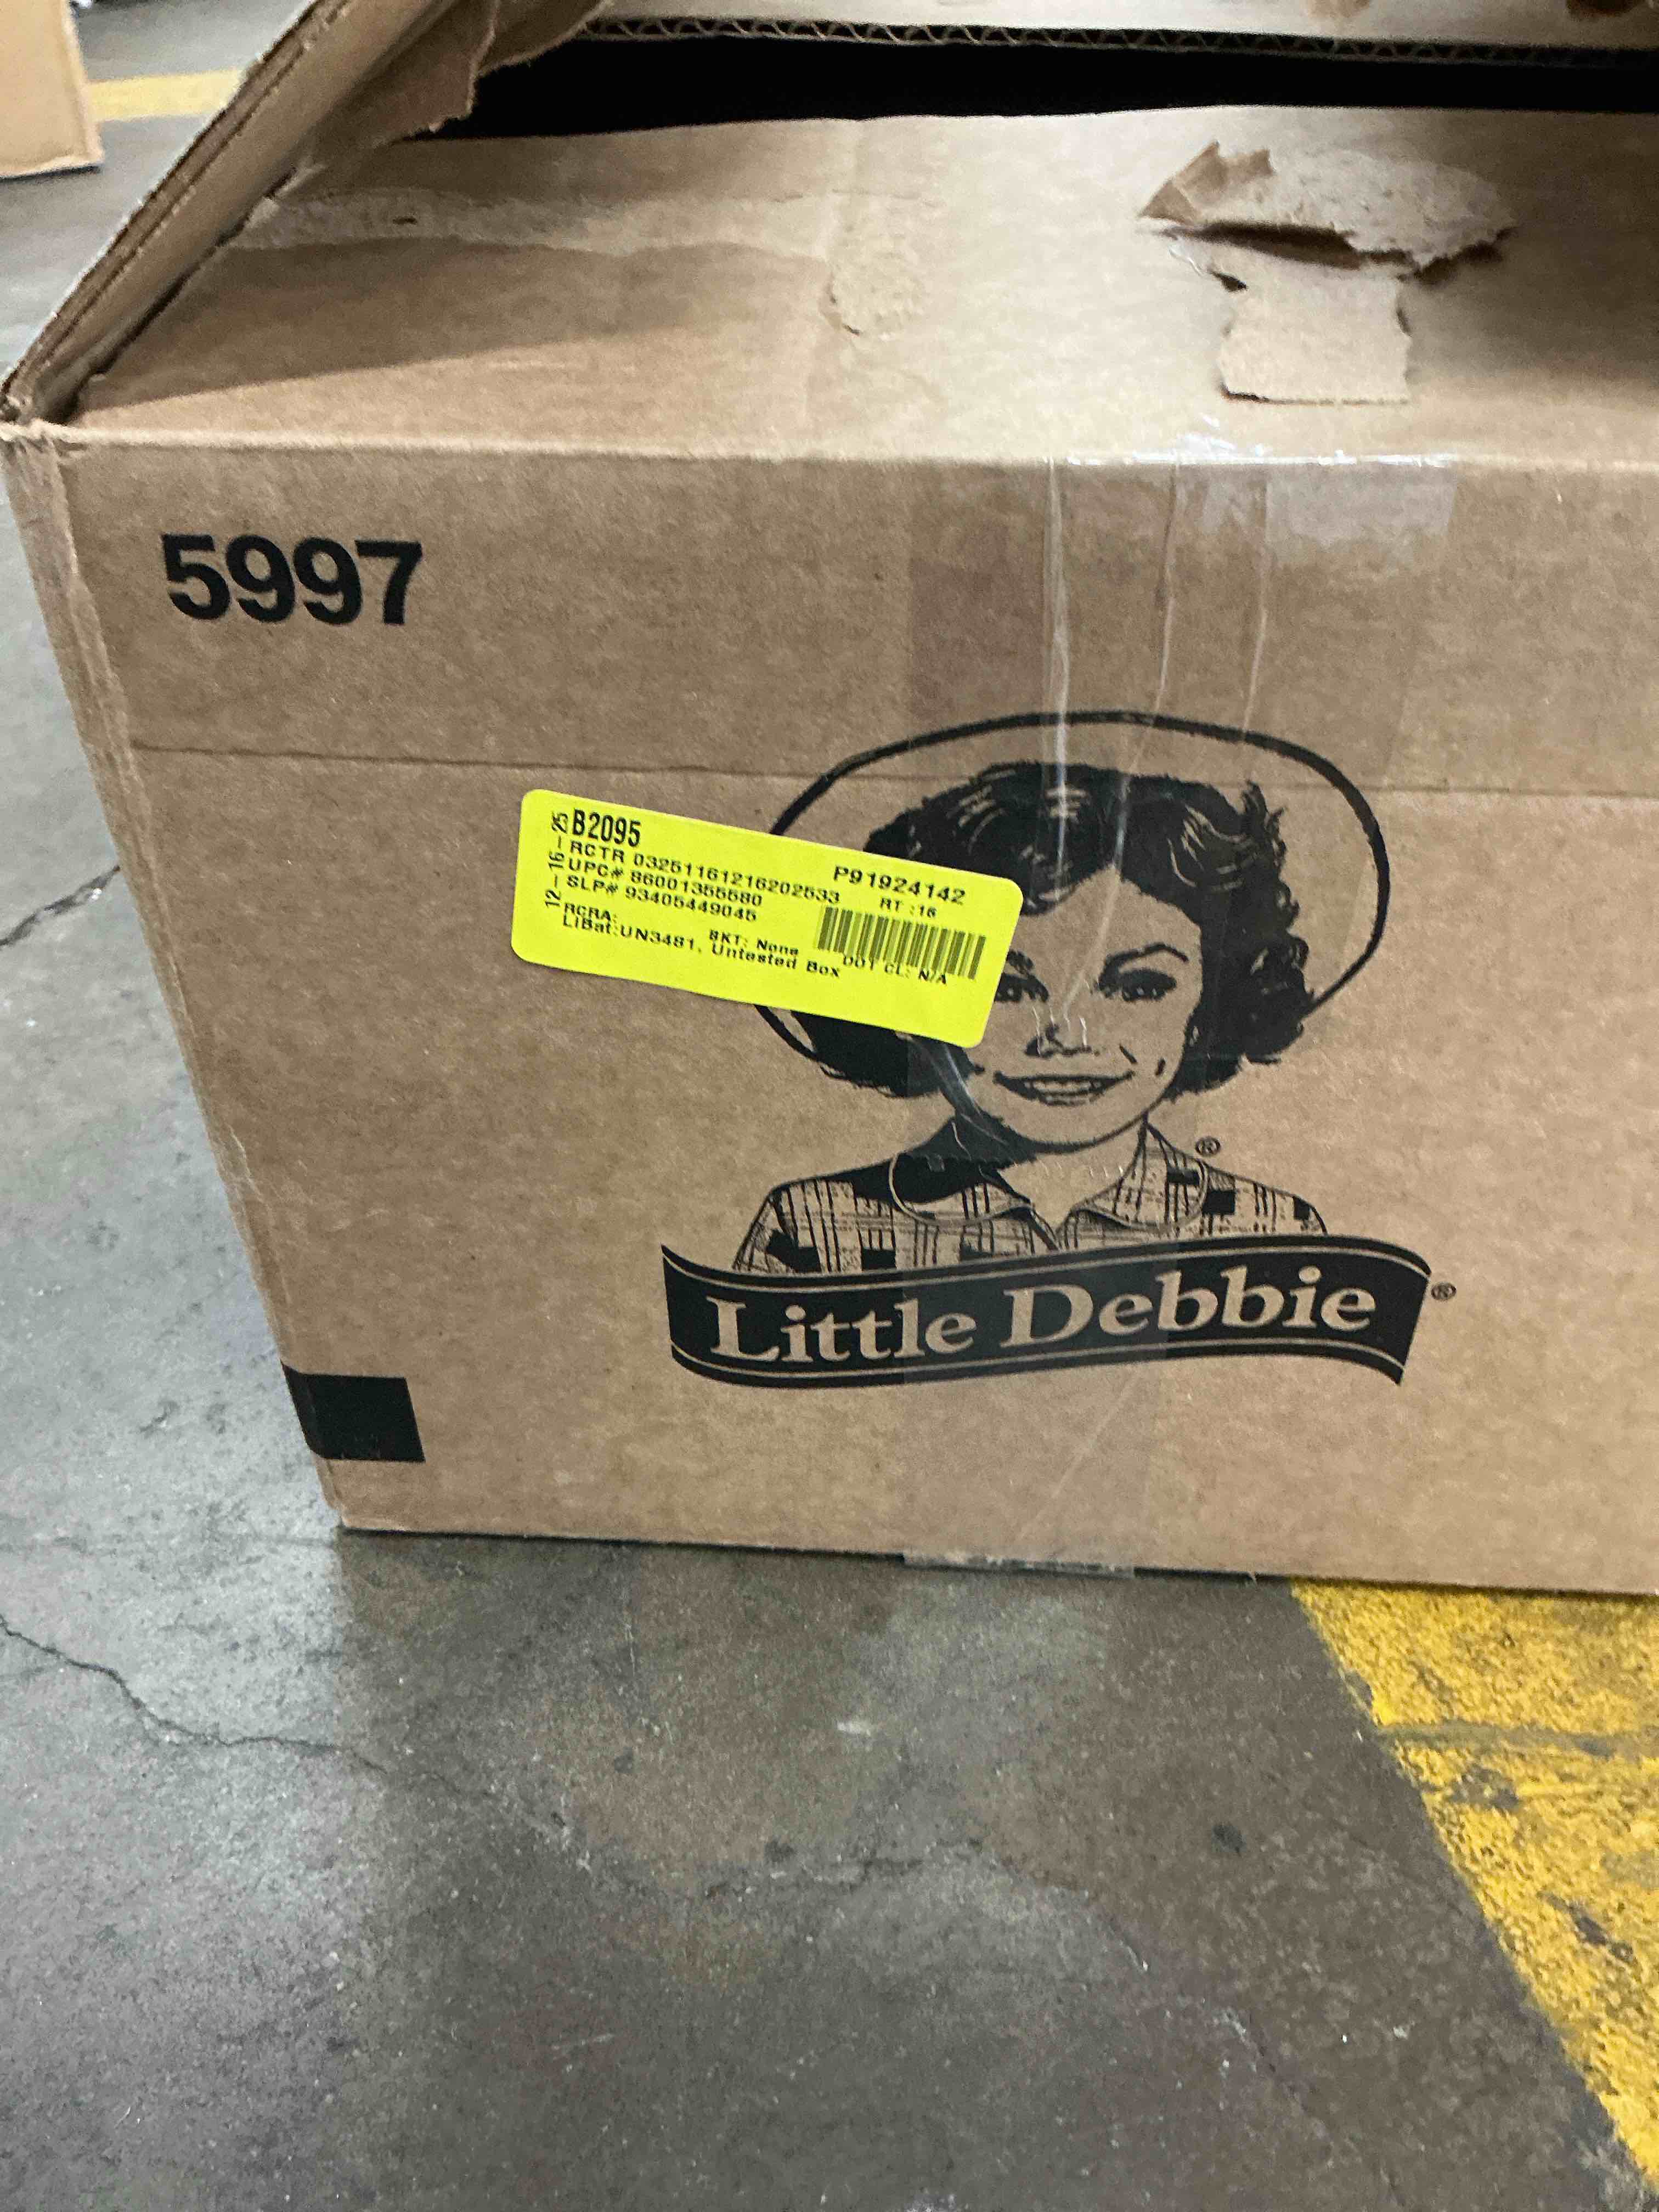 5997
12-16-25
B2095
RCTR 03251161216202533 P91924142
UPC# 86001355580 RT :16
SLP# 93405449045
RCRA: BKT: None DOT CL: N/A
LiBat:UN3481, Untested Box
®
Little Debbie ®